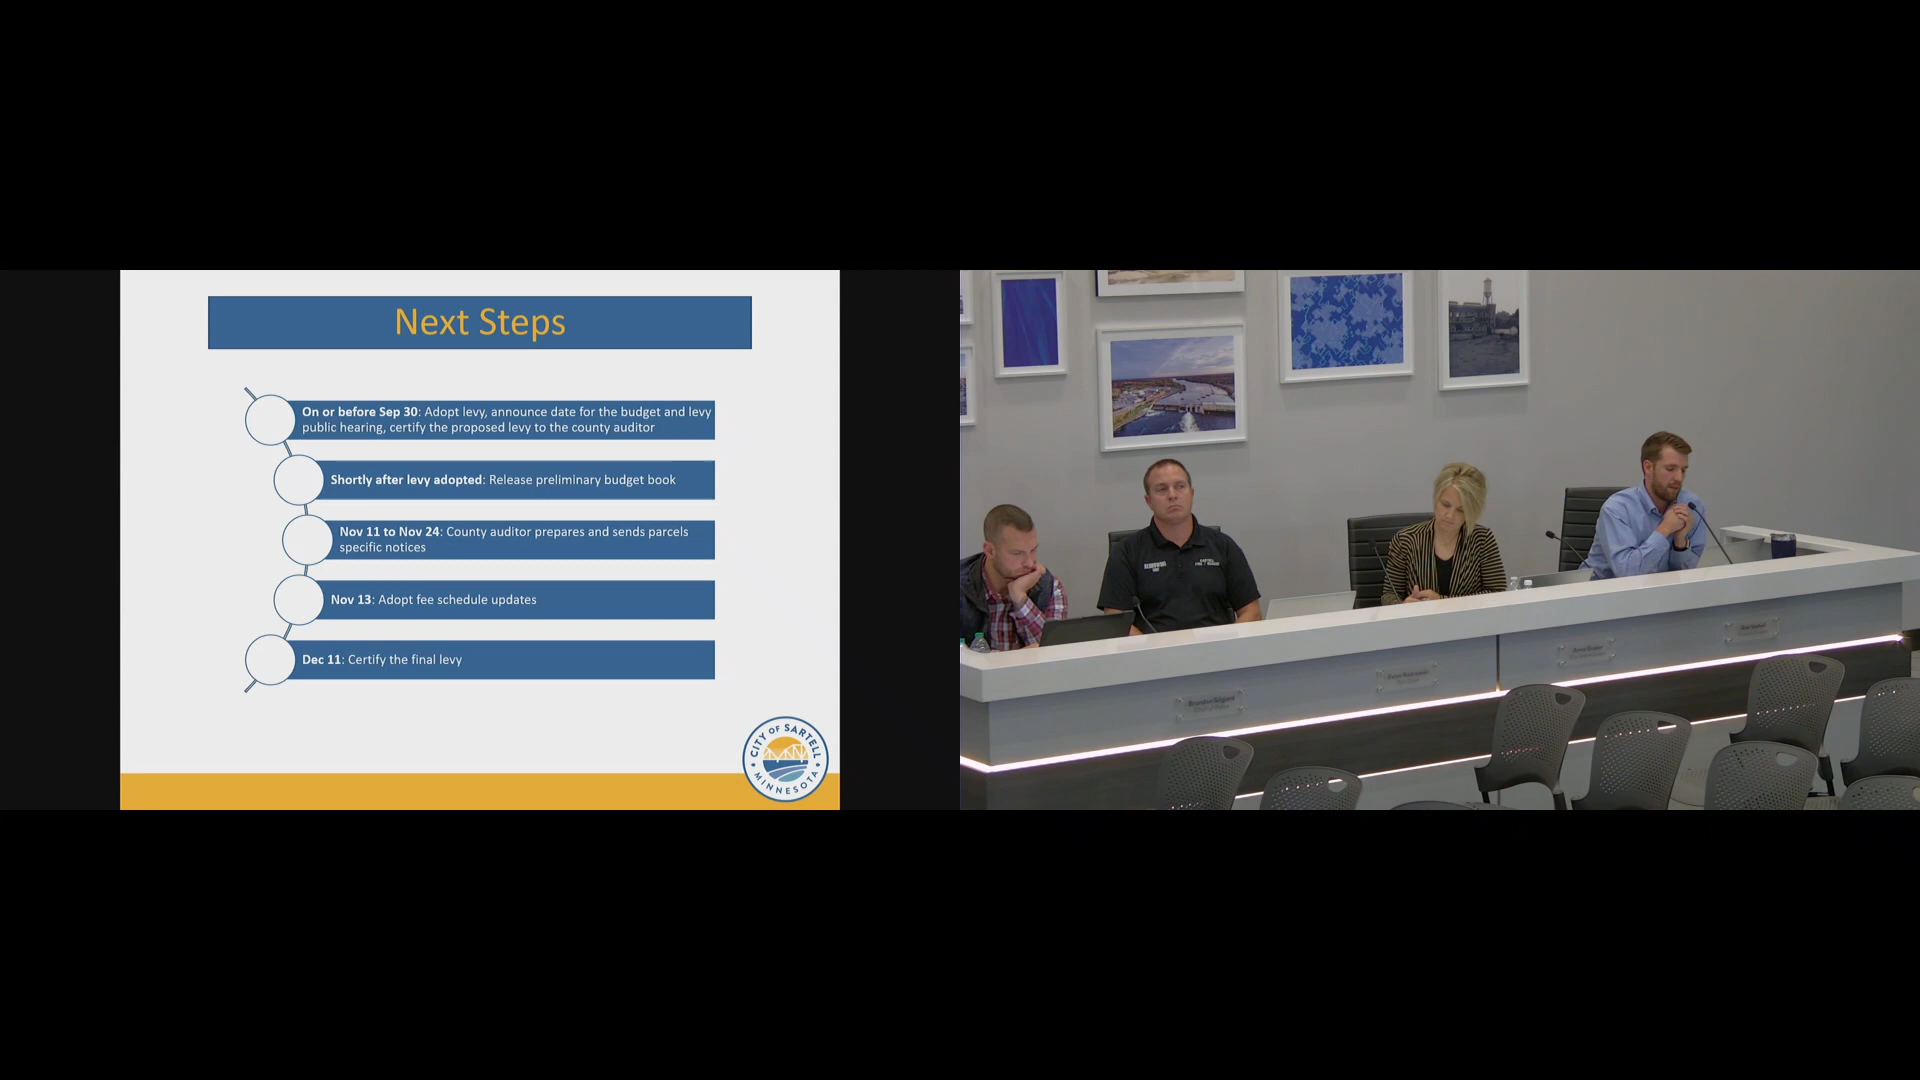 Next Steps
On or before Sep 30: Adopt levy, announce date for the budget and levy
public hearing, certify the proposed levy to the county auditor
Shortly after levy adopted: Release preliminary budget book
Nov 11 to Nov 24: County auditor prepares and sends parcels
specific notices
Nov 13: Adopt fee schedule updates
Dec 11: Certify the final levy
CITY OF SARTELL
MINNESOTA